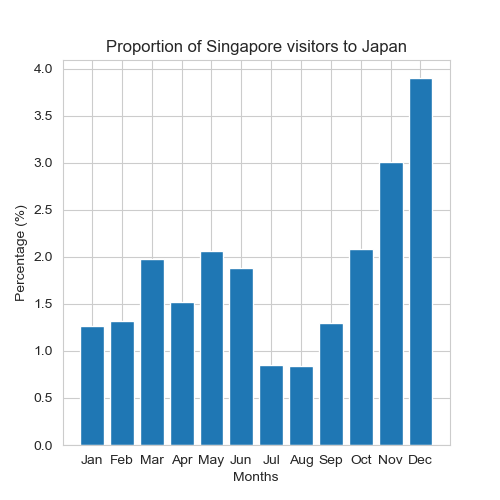 Proportion of Singapore visitors to Japan
Percentage (%)
4.0
3.5
3.0
2.5
2.0
1.5
1.0
0.5
0.0
Jan Feb Mar Apr May Jun Jul Aug Sep Oct Nov Dec
Months